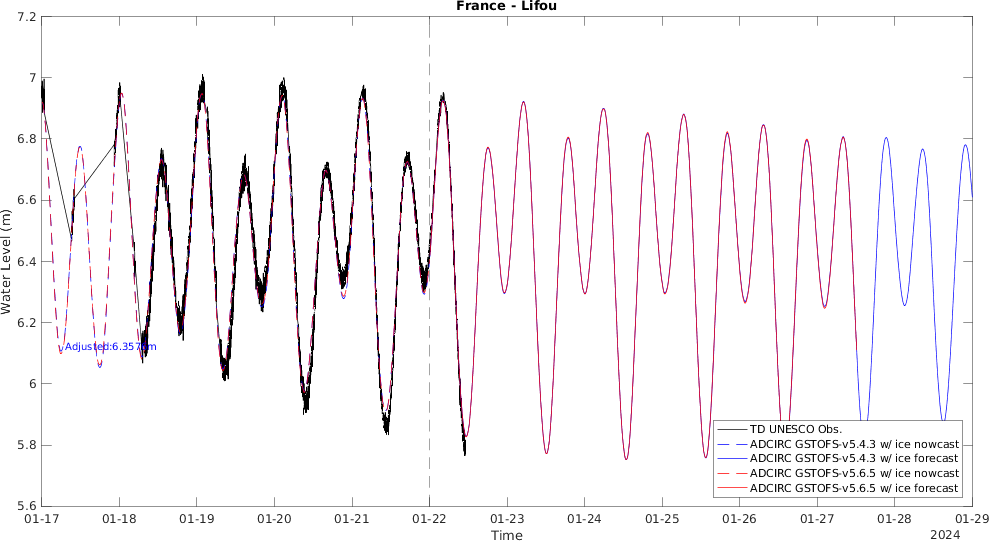 France - Lifou
7.2
7
6.8
6.6
6.4
6.2
6
5.8
5.6
Water Level (m)
Adjusted:6.357 m
TD UNESCO Obs.
ADCIRC GSTOFS-v5.4.3 w/ ice nowcast
ADCIRC GSTOFS-v5.4.3 w/ ice forecast
ADCIRC GSTOFS-v5.6.5 w/ ice nowcast
ADCIRC GSTOFS-v5.6.5 w/ ice forecast
01-17 01-18 01-19 01-20 01-21 01-22 01-23 01-24 01-25 01-26 01-27 01-28 01-29
Time
2024